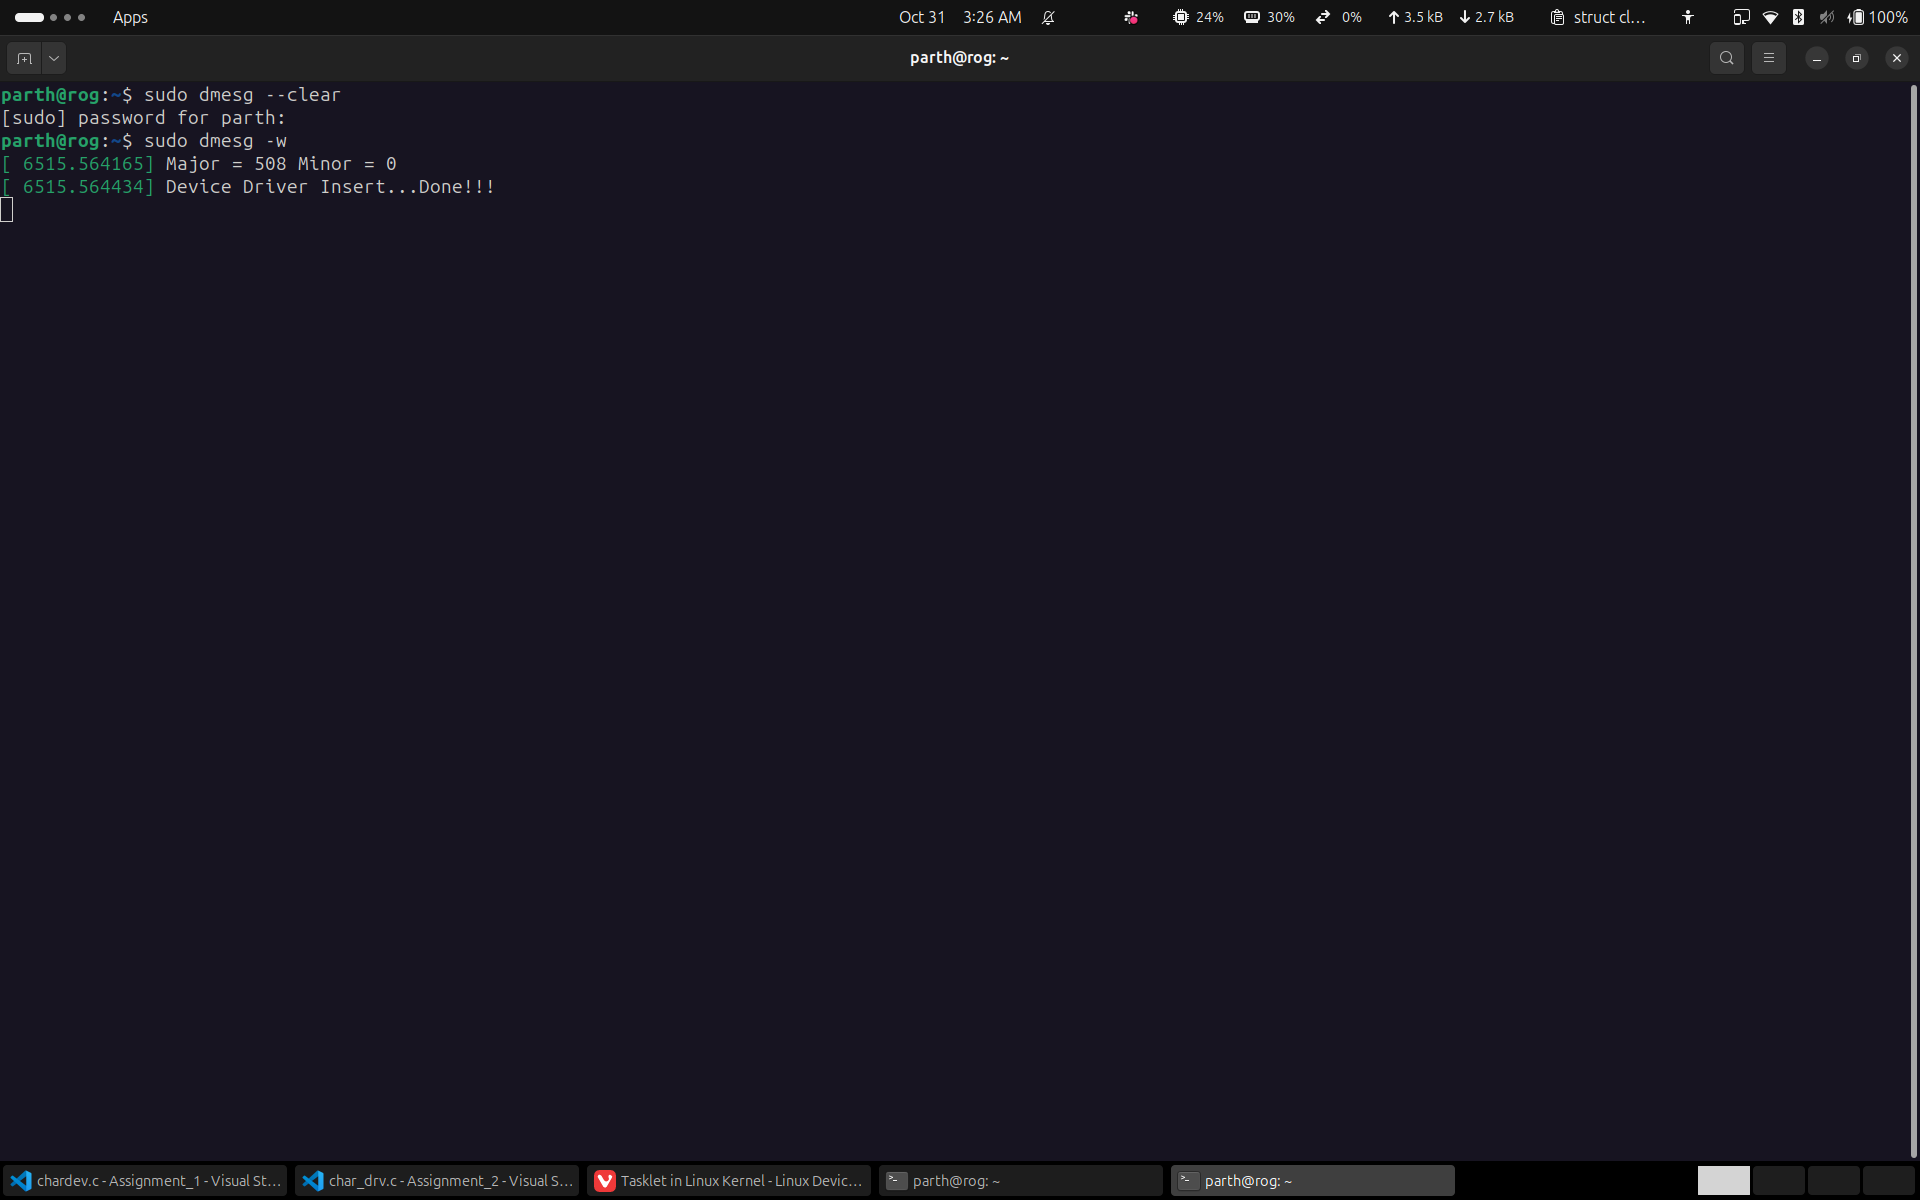 Apps
Oct 31 3:26 AM
24% 30% 0% 3.5 kB 2.7 kB struct cl... 100%
parth@rog: ~
parth@rog:~$ sudo dmesg --clear
[sudo] password for parth:
parth@rog:~$ sudo dmesg -w
[ 6515.564165] Major = 508 Minor = 0
[ 6515.564434] Device Driver Insert...Done!!!
chardev.c - Assignment_1 - Visual St...
char_drv.c - Assignment_2 - Visual S...
Tasklet in Linux Kernel - Linux Devic...
parth@rog: ~
parth@rog: ~